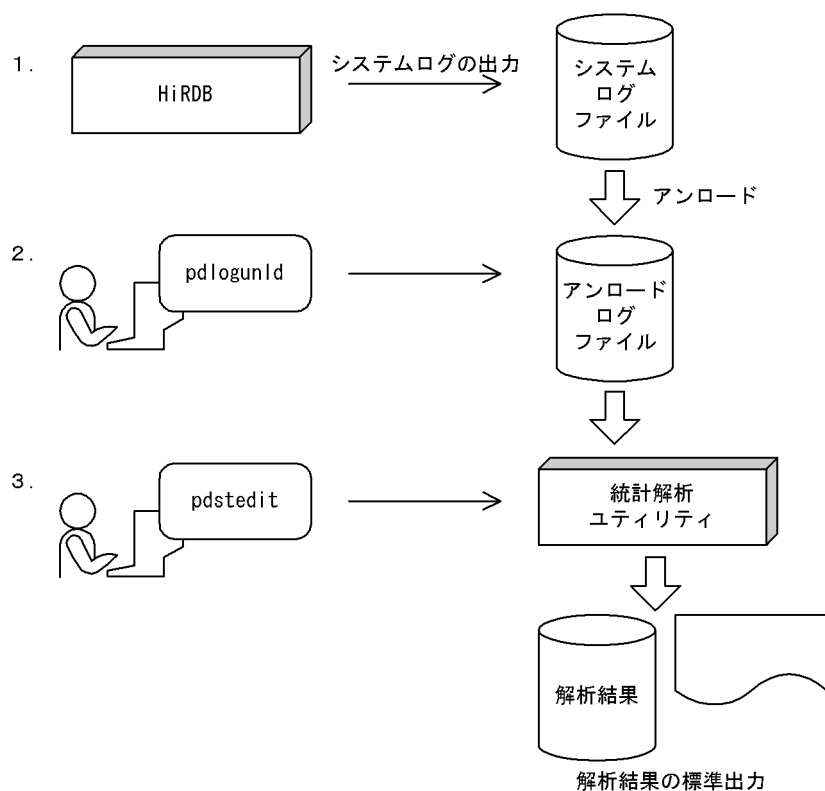 1.
HiRDB
システムログの出力
システム
ログ
ファイル
アンロード
2.
pdlogunld
アンロード
ログ
ファイル
3.
pdstedit
統計解析
ユティリティ
解析結果
解析結果の標準出力